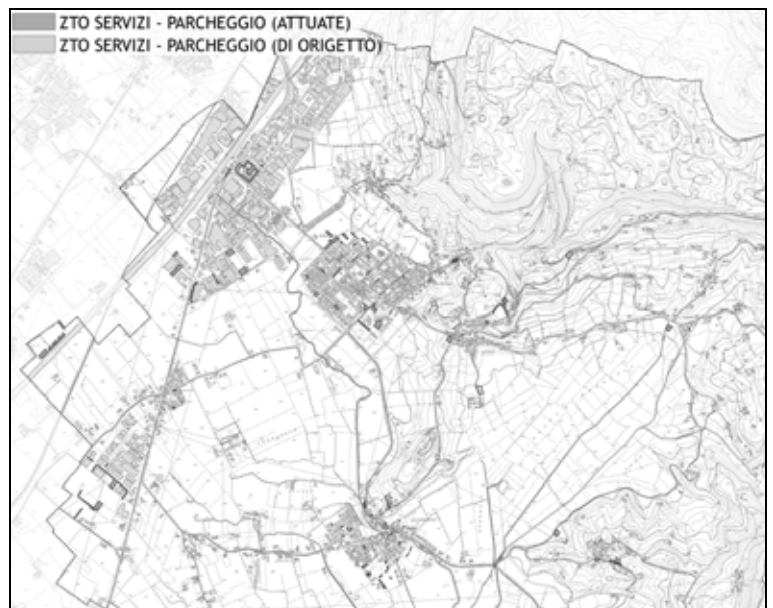 ZTO SERVIZI - PARCHEGGIO (ATTUATE)
ZTO SERVIZI - PARCHEGGIO (DI ORIGETTO)